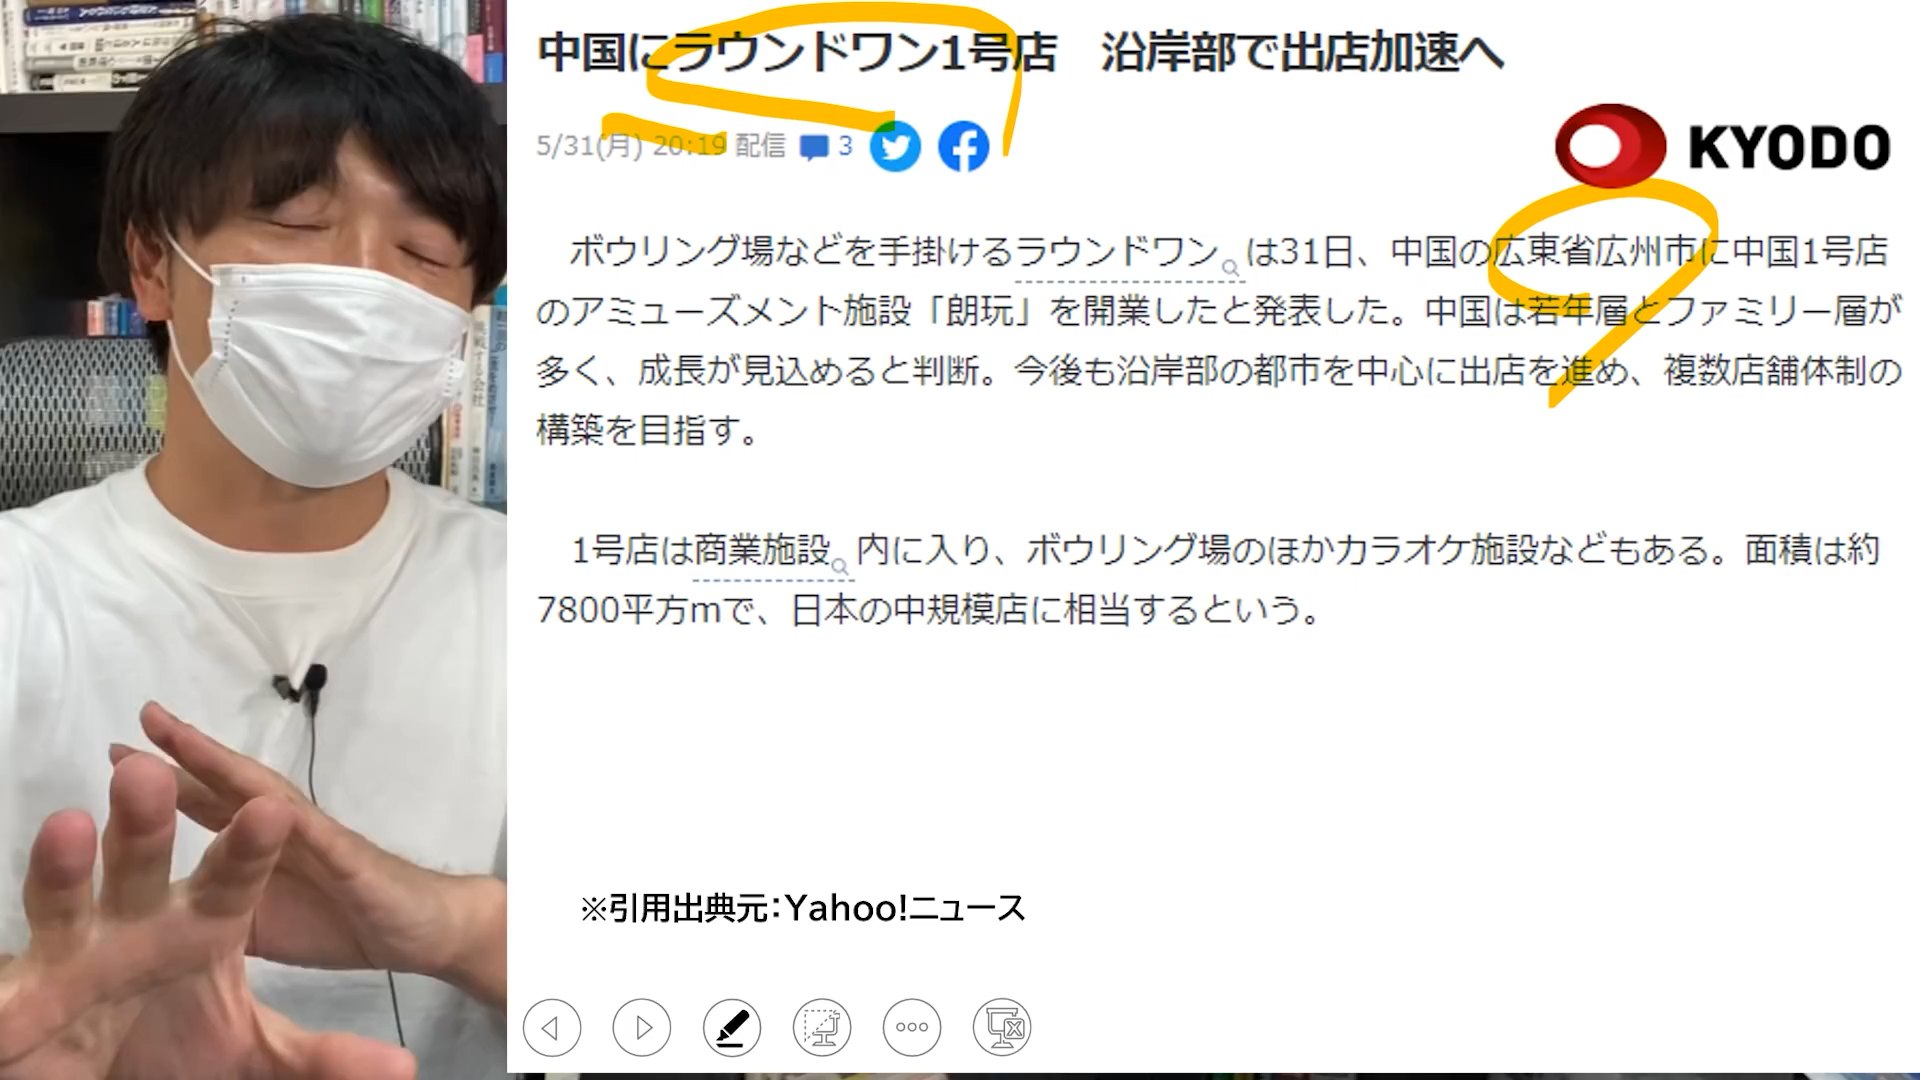 中国にラウンドワン1号店　沿岸部で出店加速へ
5/31(月) 20:19 配信 3
KYODO
ボウリング場などを手掛けるラウンドワンは31日、中国の広東省広州市に中国1号店
のアミューズメント施設「朗玩」を開業したと発表した。中国は若年層とファミリー層が
多く、成長が見込めると判断。今後も沿岸部の都市を中心に出店を進め、複数店舗体制の
構築を目指す。
1号店は商業施設内に入り、ボウリング場のほかカラオケ施設などもある。面積は約
7800平方mで、日本の中規模店に相当するという。
※引用出典元：Yahoo!ニュース